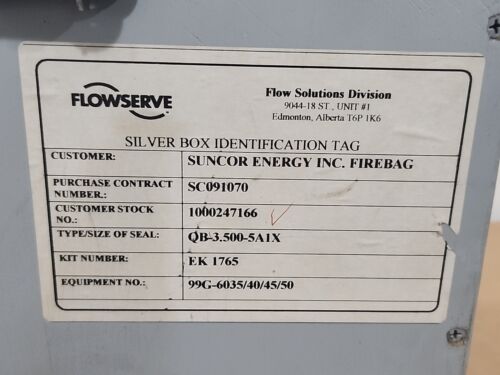 FLOWSERVE
Flow Solutions Division
9044-18 ST , UNIT #1
Edmonton, Alberta T6P 1K6
SILVER BOX IDENTIFICATION TAG
CUSTOMER: SUNCOR ENERGY INC. FIREBAG
PURCHASE CONTRACT
NUMBER.: SC091070
CUSTOMER STOCK
NO.: 1000247166
TYPE/SIZE OF SEAL: QB-3.500-5A1X
KIT NUMBER: EK 1765
EQUIPMENT NO.: 99G-6035/40/45/50